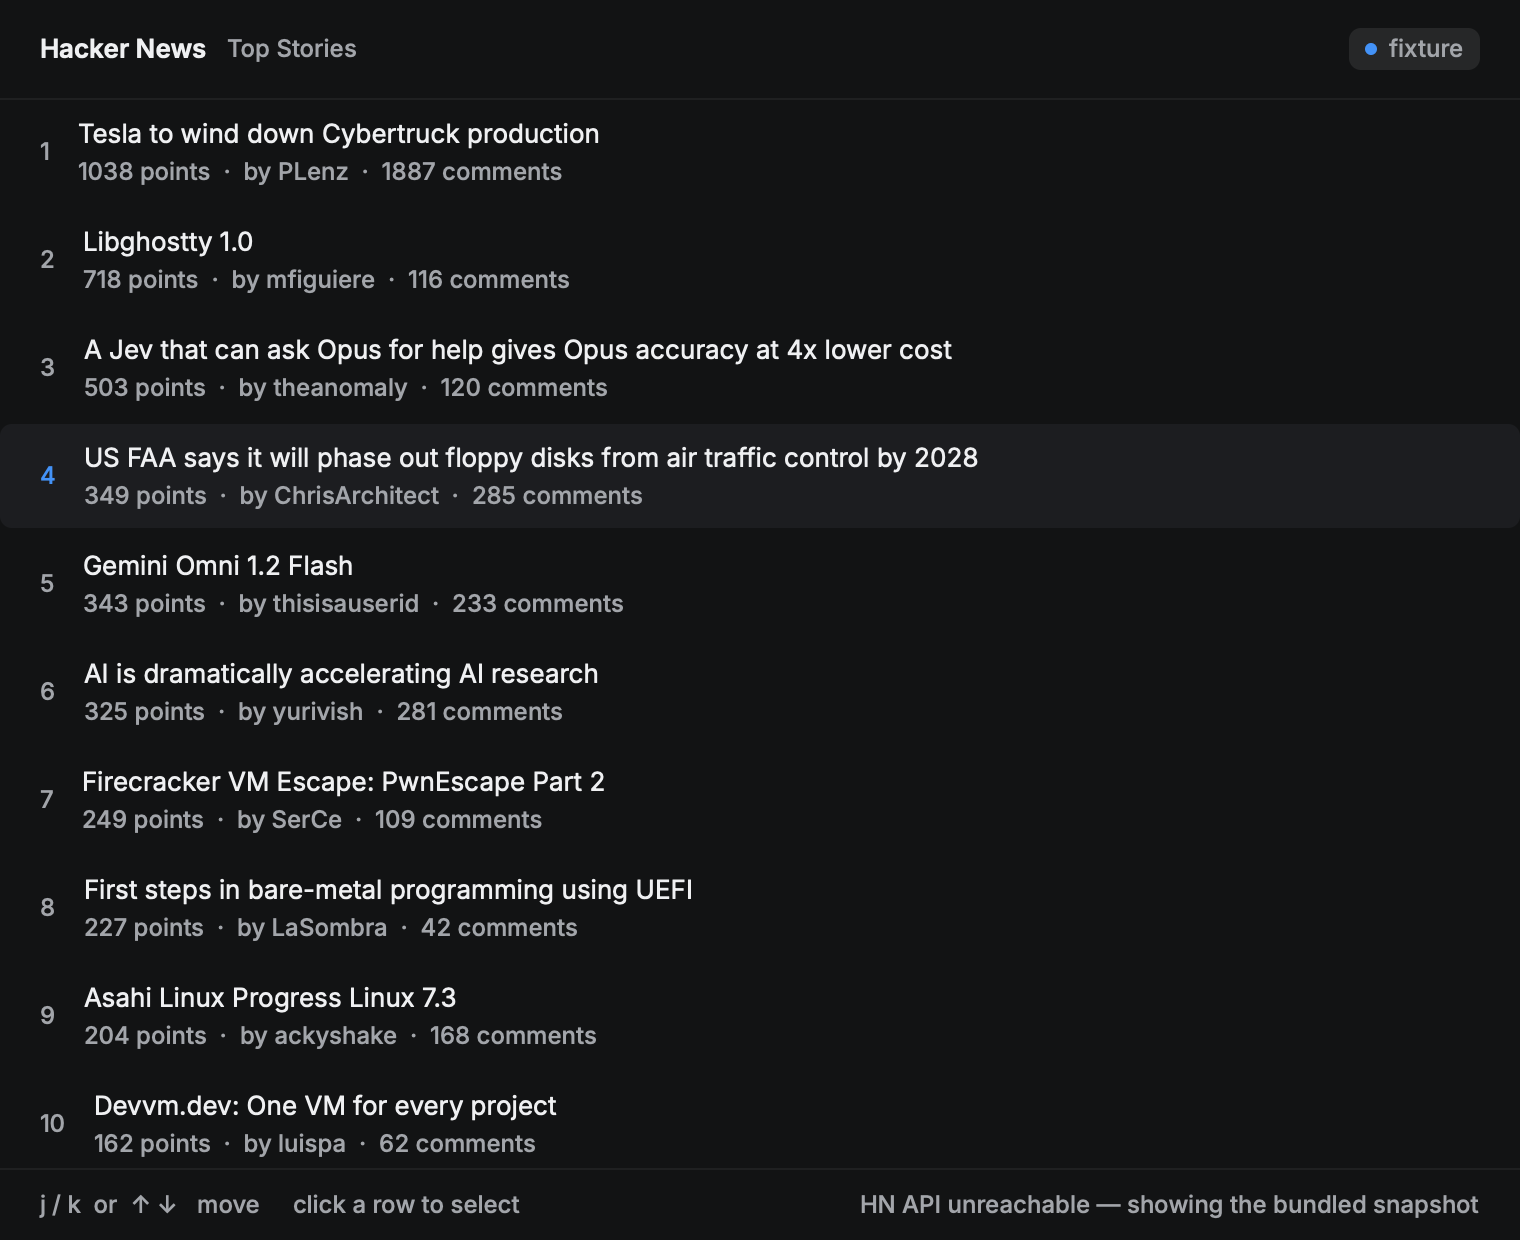 Hacker News Top Stories
fixture
1
Tesla to wind down Cybertruck production
1038 points · by PLenz · 1887 comments
2
Libghostty 1.0
718 points · by mfiguiere · 116 comments
3
A Jev that can ask Opus for help gives Opus accuracy at 4x lower cost
503 points · by theanomaly · 120 comments
4
US FAA says it will phase out floppy disks from air traffic control by 2028
349 points · by ChrisArchitect · 285 comments
5
Gemini Omni 1.2 Flash
343 points · by thisisauserid · 233 comments
6
AI is dramatically accelerating AI research
325 points · by yurivish · 281 comments
7
Firecracker VM Escape: PwnEscape Part 2
249 points · by SerCe · 109 comments
8
First steps in bare-metal programming using UEFI
227 points · by LaSombra · 42 comments
9
Asahi Linux Progress Linux 7.3
204 points · by ackyshake · 168 comments
10
Devvm.dev: One VM for every project
162 points · by luispa · 62 comments
j / k or ↑ ↓ move click a row to select
HN API unreachable — showing the bundled snapshot